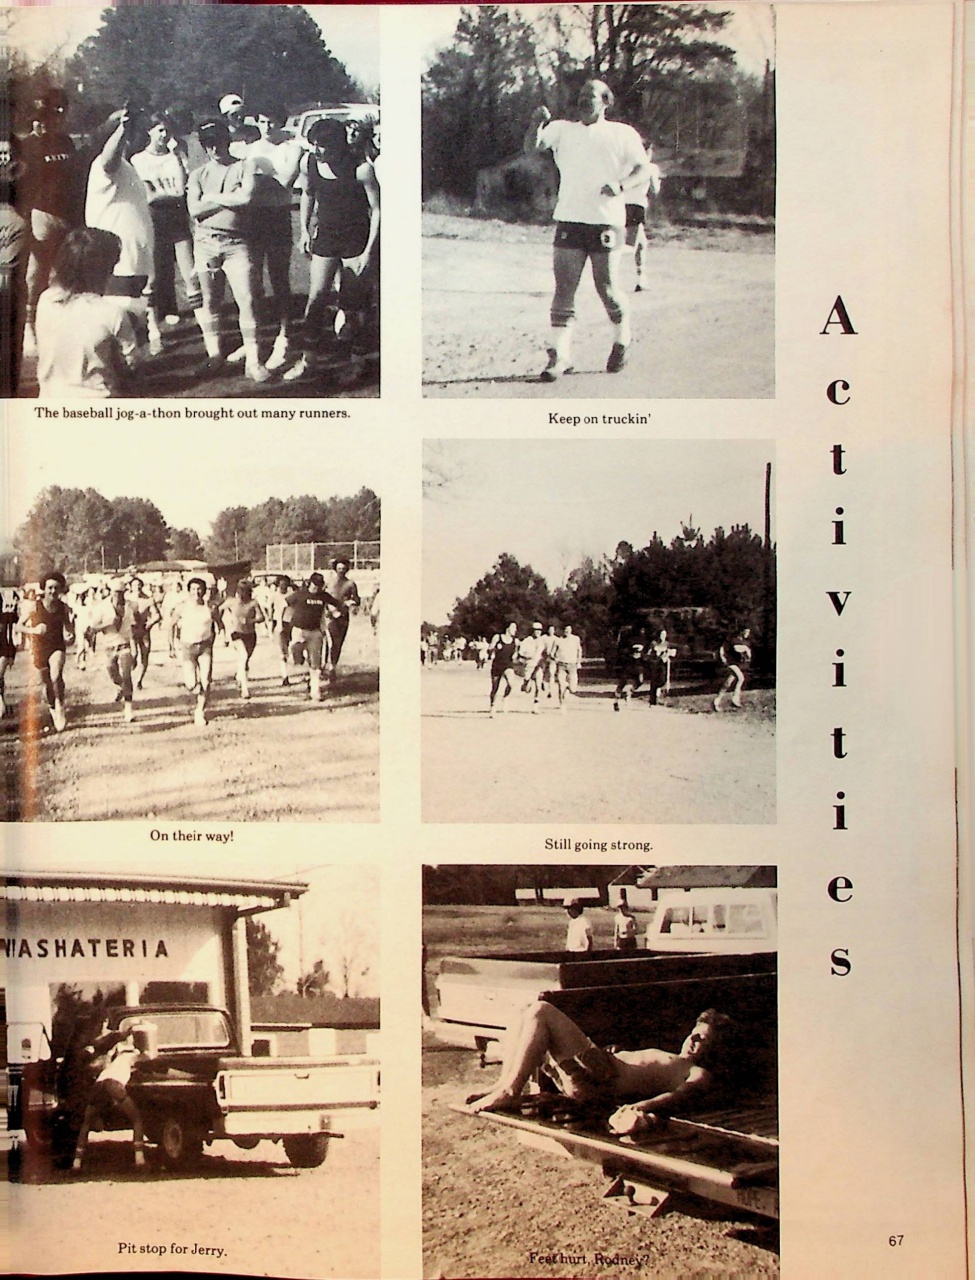 The baseball jog-a-thon brought out many runners.
Keep on truckin'
On their way!
Still going strong.
WASHATERIA
Pit stop for Jerry.
Feet hurt, Rodney?
Activities
67